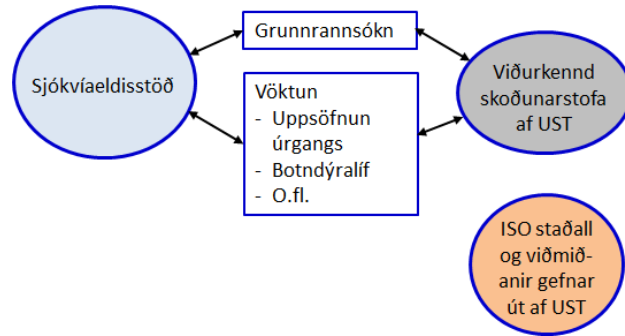 Sjókvíaeldisstöð
Grunnrannsókn
Vöktun
- Uppsöfnun
úrgangs
- Botndýralíf
- O.fl.
Viðurkennd
skoðunarstofa
af UST
ISO staðall
og viðmið-
anir gefnar
út af UST